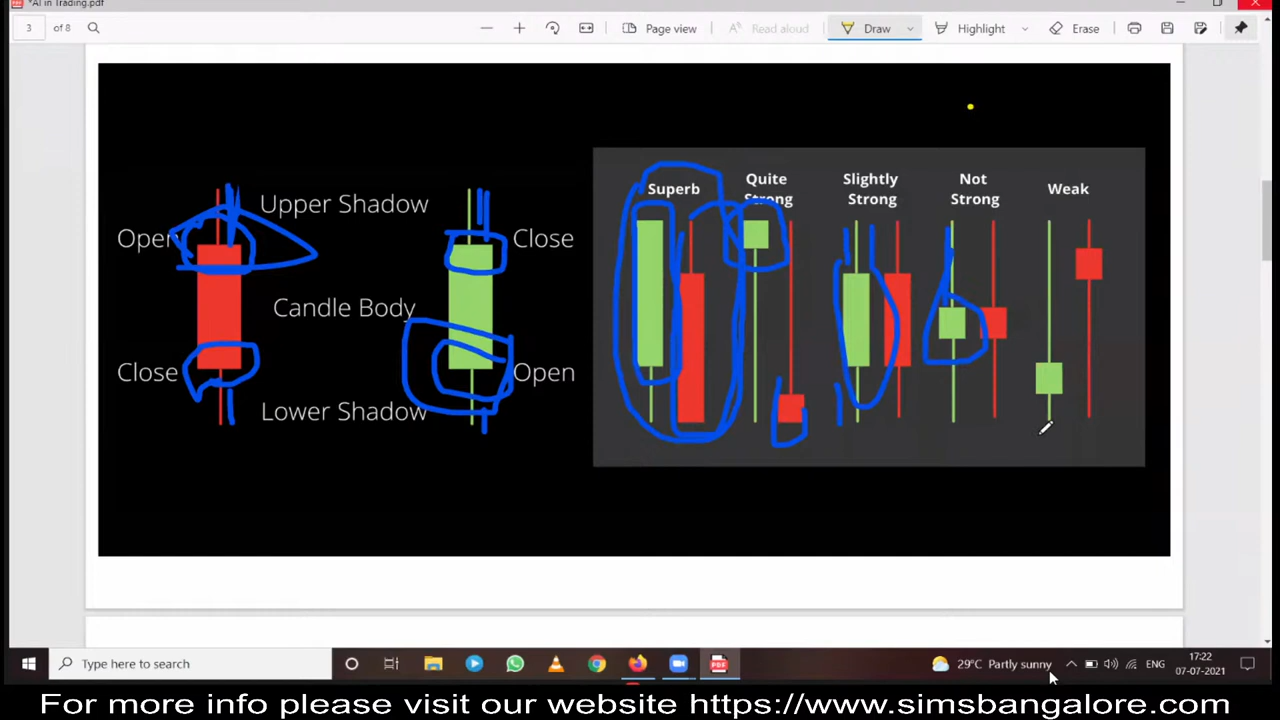 *AI in Trading.pdf
3 of 8
Page view
Read aloud
Draw
Highlight
Erase
Upper Shadow
Open
Candle Body
Close
Lower Shadow
Close
Open
Superb
Quite
Strong
Slightly
Strong
Not
Strong
Weak
Type here to search
29°C Partly sunny
ENG
17:22
07-07-2021
For more info please visit our website https://www.simsbangalore.com